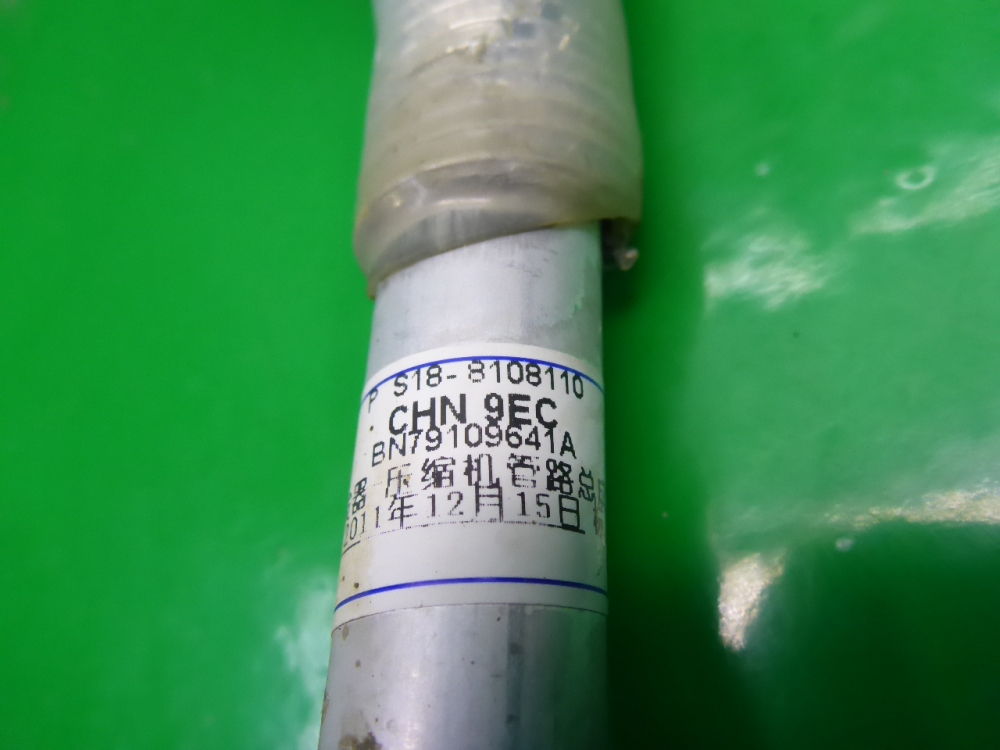 P S18-8108110
CHN 9EC
BN79109641A
器 压缩机管路总
2011年12月15日